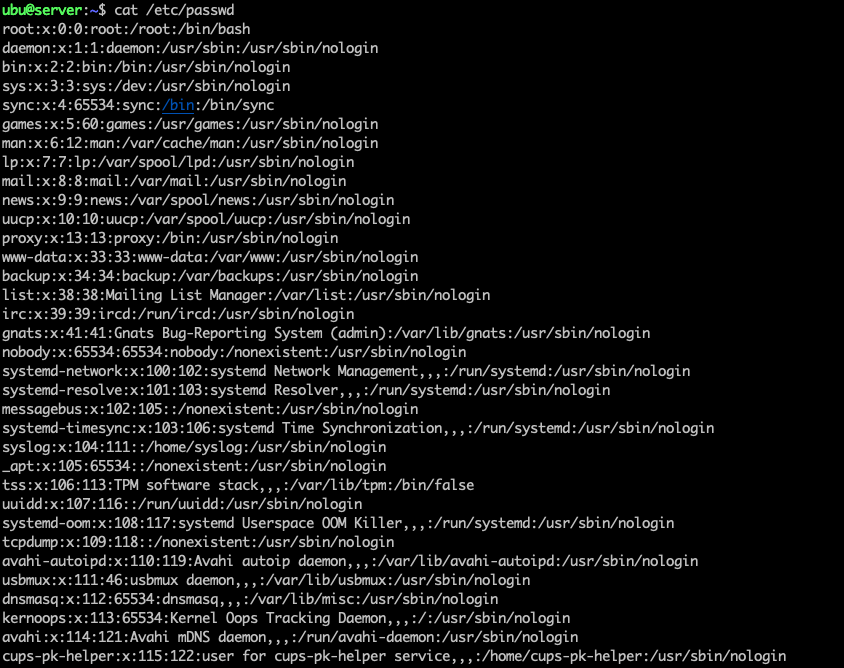 ubu@server:~$ cat /etc/passwd
root:x:0:0:root:/root:/bin/bash
daemon:x:1:1:daemon:/usr/sbin:/usr/sbin/nologin
bin:x:2:2:bin:/bin:/usr/sbin/nologin
sys:x:3:3:sys:/dev:/usr/sbin/nologin
sync:x:4:65534:sync:/bin:/bin/sync
games:x:5:60:games:/usr/games:/usr/sbin/nologin
man:x:6:12:man:/var/cache/man:/usr/sbin/nologin
lp:x:7:7:lp:/var/spool/lpd:/usr/sbin/nologin
mail:x:8:8:mail:/var/mail:/usr/sbin/nologin
news:x:9:9:news:/var/spool/news:/usr/sbin/nologin
uucp:x:10:10:uucp:/var/spool/uucp:/usr/sbin/nologin
proxy:x:13:13:proxy:/bin:/usr/sbin/nologin
www-data:x:33:33:www-data:/var/www:/usr/sbin/nologin
backup:x:34:34:backup:/var/backups:/usr/sbin/nologin
list:x:38:38:Mailing List Manager:/var/list:/usr/sbin/nologin
irc:x:39:39:ircd:/run/ircd:/usr/sbin/nologin
gnats:x:41:41:Gnats Bug-Reporting System (admin):/var/lib/gnats:/usr/sbin/nologin
nobody:x:65534:65534:nobody:/nonexistent:/usr/sbin/nologin
systemd-network:x:100:102:systemd Network Management,,,:/run/systemd:/usr/sbin/nologin
systemd-resolve:x:101:103:systemd Resolver,,,:/run/systemd:/usr/sbin/nologin
messagebus:x:102:105::/nonexistent:/usr/sbin/nologin
systemd-timesync:x:103:106:systemd Time Synchronization,,,:/run/systemd:/usr/sbin/nologin
syslog:x:104:111::/home/syslog:/usr/sbin/nologin
_apt:x:105:65534::/nonexistent:/usr/sbin/nologin
tss:x:106:113:TPM software stack,,,:/var/lib/tpm:/bin/false
uuidd:x:107:116::/run/uuidd:/usr/sbin/nologin
systemd-oom:x:108:117:systemd Userspace OOM Killer,,,:/run/systemd:/usr/sbin/nologin
tcpdump:x:109:118::/nonexistent:/usr/sbin/nologin
avahi-autoipd:x:110:119:Avahi autoip daemon,,,:/var/lib/avahi-autoipd:/usr/sbin/nologin
usbmux:x:111:46:usbmux daemon,,,:/var/lib/usbmux:/usr/sbin/nologin
dnsmasq:x:112:65534:dnsmasq,,,:/var/lib/misc:/usr/sbin/nologin
kernoops:x:113:65534:Kernel Oops Tracking Daemon,,,:/:/usr/sbin/nologin
avahi:x:114:121:Avahi mDNS daemon,,,:/run/avahi-daemon:/usr/sbin/nologin
cups-pk-helper:x:115:122:user for cups-pk-helper service,,,:/home/cups-pk-helper:/usr/sbin/nologin